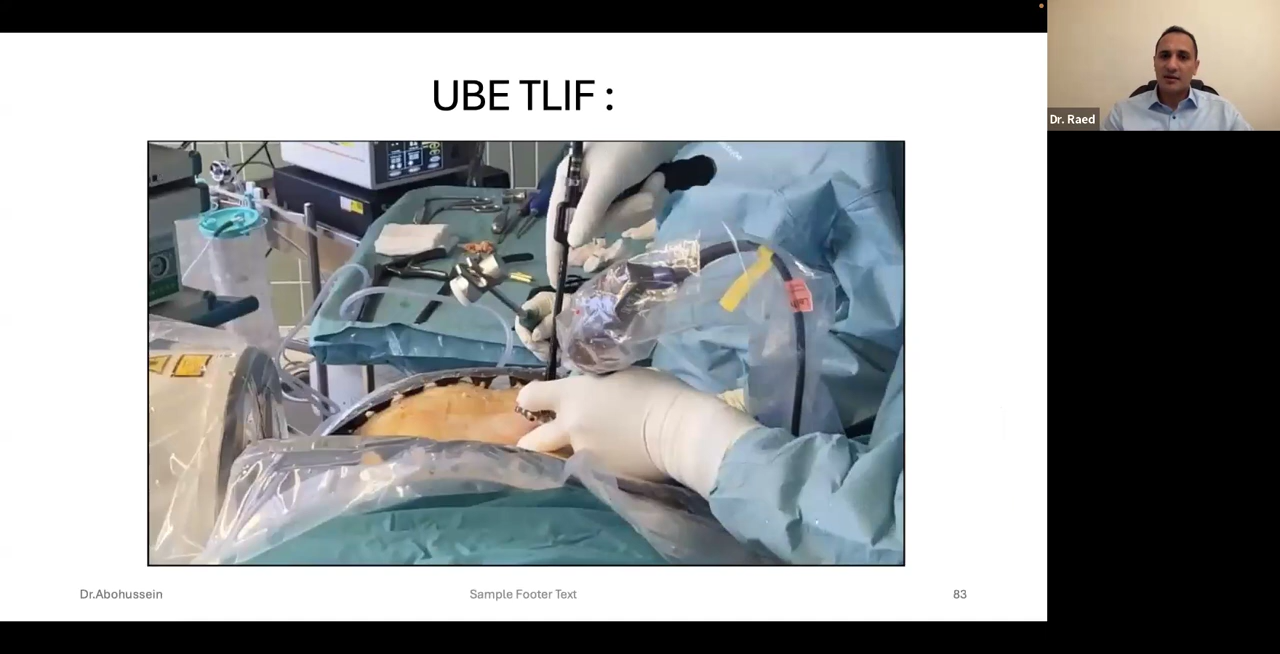 UBE TLIF :
Dr. Raed
Dr.Abohussein
Sample Footer Text
83